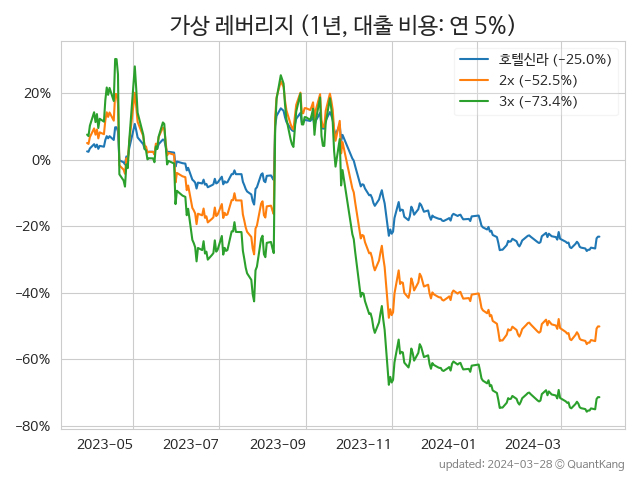 가상 레버리지 (1년, 대출 비용: 연 5%)
호텔신라 (−25.0%)
2x (−52.5%)
3x (−73.4%)
20%
0%
−20%
−40%
−60%
−80%
2023-05 2023-07 2023-09 2023-11 2024-01 2024-03
updated: 2024-03-28 © QuantKang